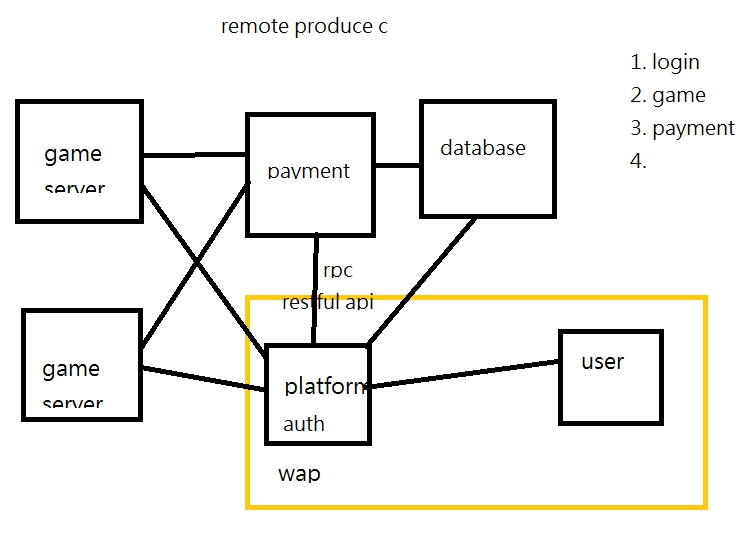 remote produce c
1. login
2. game
3. payment
4.
game
server
payment
database
rpc
restful api
game
server
platform
auth
user
wap